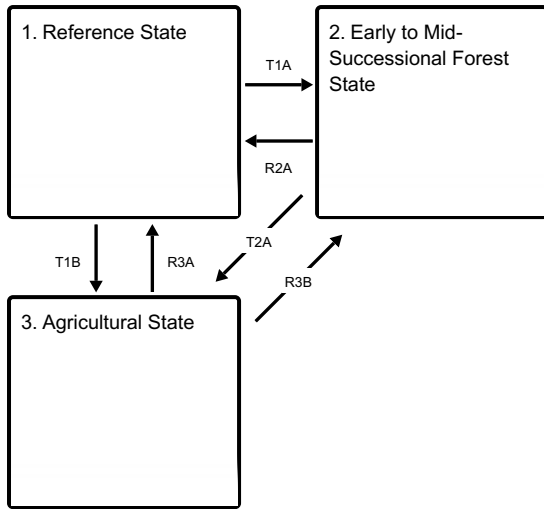 1. Reference State
2. Early to Mid-
Successional Forest
State
T1A
R2A
T1B
R3A
T2A
R3B
3. Agricultural State